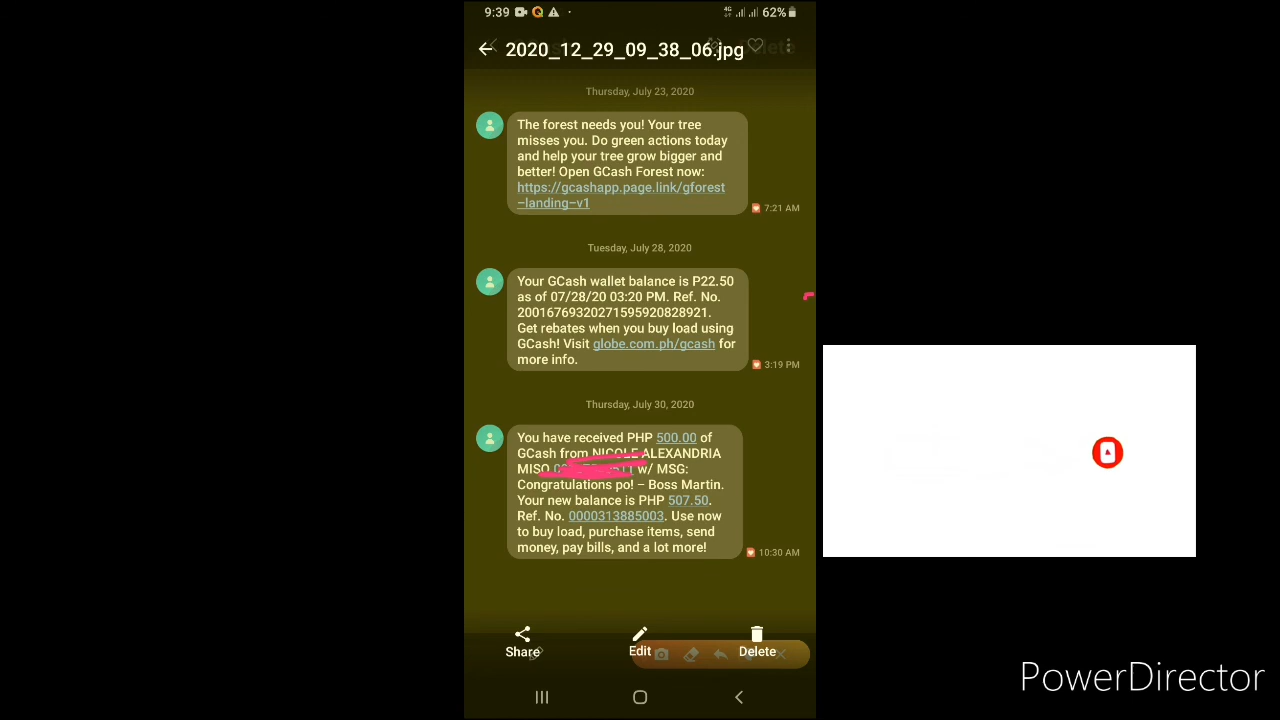 9:39
4G
62%
2020_12_29_09_38_06.jpg
Thursday, July 23, 2020
The forest needs you! Your tree
misses you. Do green actions today
and help your tree grow bigger and
better! Open GCash Forest now:
https://gcashapp.page.link/gforest
-landing-v1
7:21 AM
Tuesday, July 28, 2020
Your GCash wallet balance is P22.50
as of 07/28/20 03:20 PM. Ref. No.
20016769320271595920828921.
Get rebates when you buy load using
GCash! Visit globe.com.ph/gcash for
more info.
3:19 PM
Thursday, July 30, 2020
You have received PHP 500.00 of
GCash from NICOLE ALEXANDRIA
MISO w/ MSG:
Congratulations po! – Boss Martin.
Your new balance is PHP 507.50.
Ref. No. 0000313885003. Use now
to buy load, purchase items, send
money, pay bills, and a lot more!
10:30 AM
Share
Edit
Delete
PowerDirector